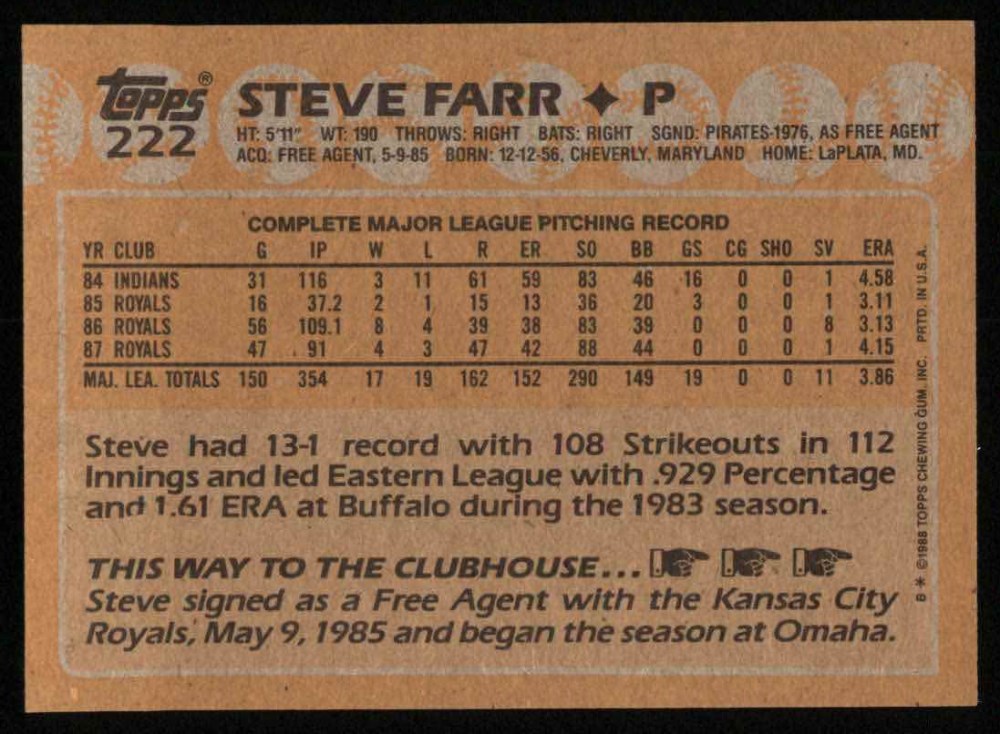 Topps® STEVE FARR ✦ P
222 HT: 5'11" WT: 190 THROWS: RIGHT BATS: RIGHT SGND: PIRATES-1976, AS FREE AGENT
ACQ: FREE AGENT, 5-9-85 BORN: 12-12-56, CHEVERLY, MARYLAND HOME: LaPLATA, MD.
COMPLETE MAJOR LEAGUE PITCHING RECORD
YR CLUB G IP W L R ER SO BB GS CG SHO SV ERA
84 INDIANS 31 116 3 11 61 59 83 46 16 0 0 1 4.58
85 ROYALS 16 37.2 2 1 15 13 36 20 3 0 0 1 3.11
86 ROYALS 56 109.1 8 4 39 38 83 39 0 0 0 8 3.13
87 ROYALS 47 91 4 3 47 42 88 44 0 0 0 1 4.15
MAJ. LEA. TOTALS 150 354 17 19 162 152 290 149 19 0 0 11 3.86
Steve had 13-1 record with 108 Strikeouts in 112
Innings and led Eastern League with .929 Percentage
and 1.61 ERA at Buffalo during the 1983 season.
THIS WAY TO THE CLUBHOUSE...
Steve signed as a Free Agent with the Kansas City
Royals, May 9, 1985 and began the season at Omaha.
B * ©1988 TOPPS CHEWING GUM, INC. PRTD. IN U.S.A.